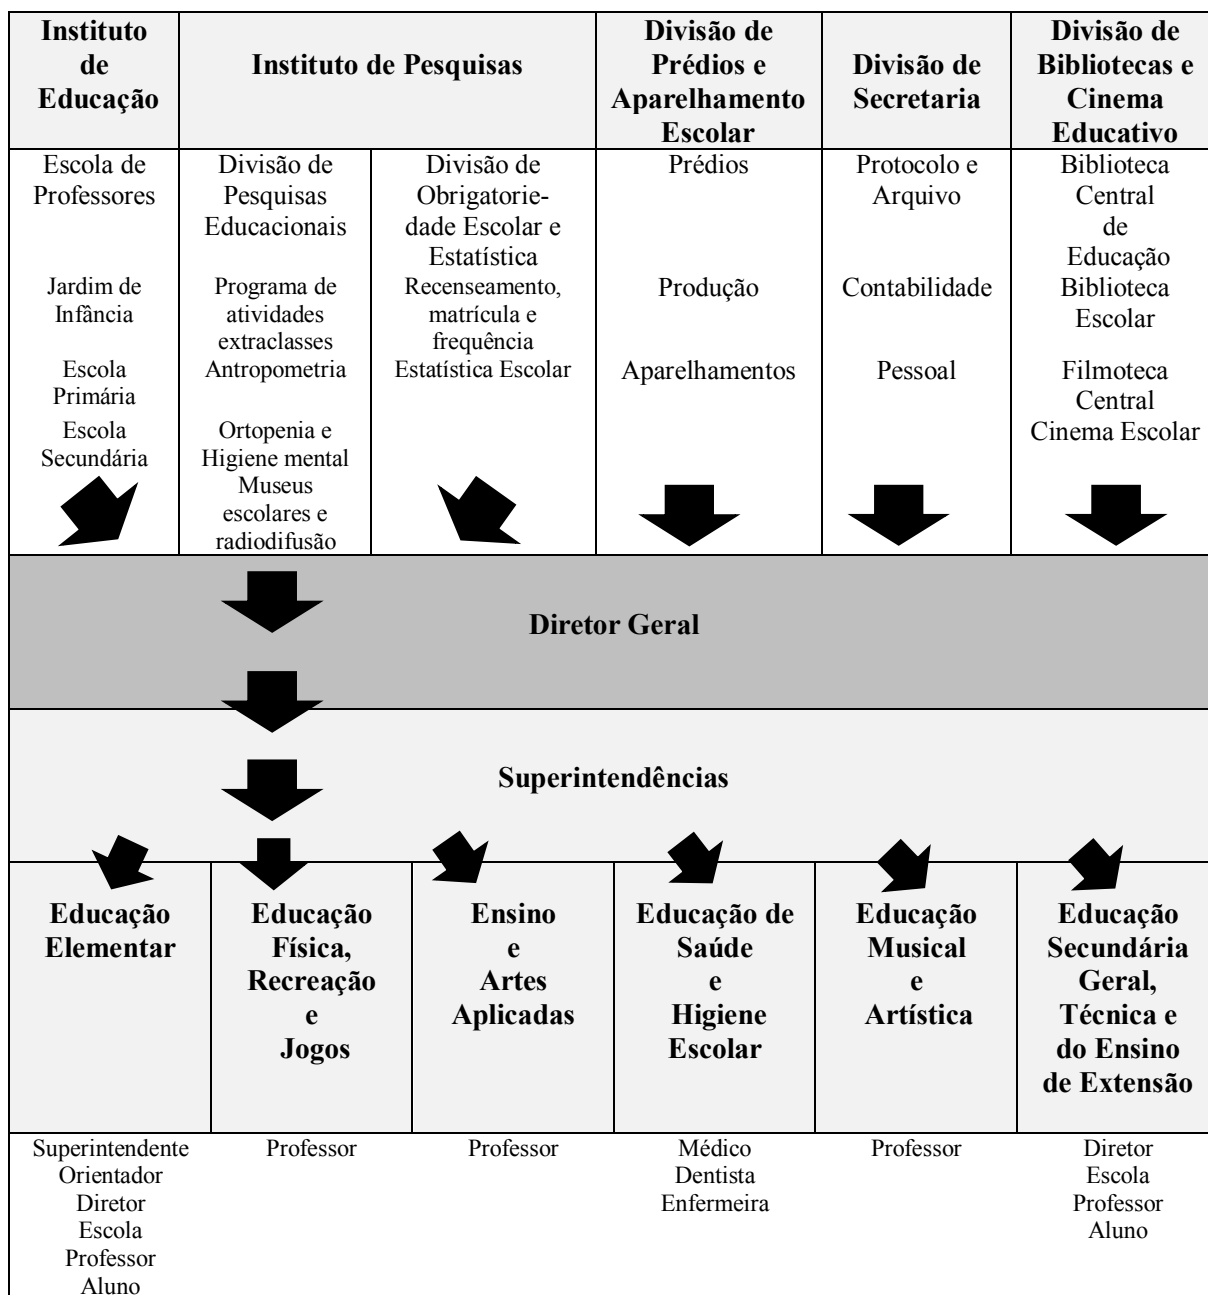 Instituto
de
Educação
Instituto de Pesquisas
Divisão de
Prédios e
Aparelhamento
Escolar
Divisão de
Secretaria
Divisão de
Bibliotecas e
Cinema
Educativo
Escola de
Professores
Jardim de
Infância
Escola
Primária
Escola
Secundária
Divisão de
Pesquisas
Educacionais
Programa de
atividades
extraclasses
Antropometria
Ortopenia e
Higiene mental
Museus
escolares e
radiodifusão
Divisão de
Obrigatorie-
dade Escolar e
Estatística
Recenseamento,
matrícula e
frequência
Estatística Escolar
Prédios
Produção
Aparelhamentos
Protocolo e
Arquivo
Contabilidade
Pessoal
Biblioteca
Central
de
Educação
Biblioteca
Escolar
Filmoteca
Central
Cinema Escolar
Diretor Geral
Superintendências
Educação
Elementar
Educação
Física,
Recreação
e
Jogos
Ensino
e
Artes
Aplicadas
Educação de
Saúde
e
Higiene
Escolar
Educação
Musical
e
Artística
Educação
Secundária
Geral,
Técnica e
do Ensino
de Extensão
Superintendente
Orientador
Diretor
Escola
Professor
Aluno
Professor
Professor
Médico
Dentista
Enfermeira
Professor
Diretor
Escola
Professor
Aluno